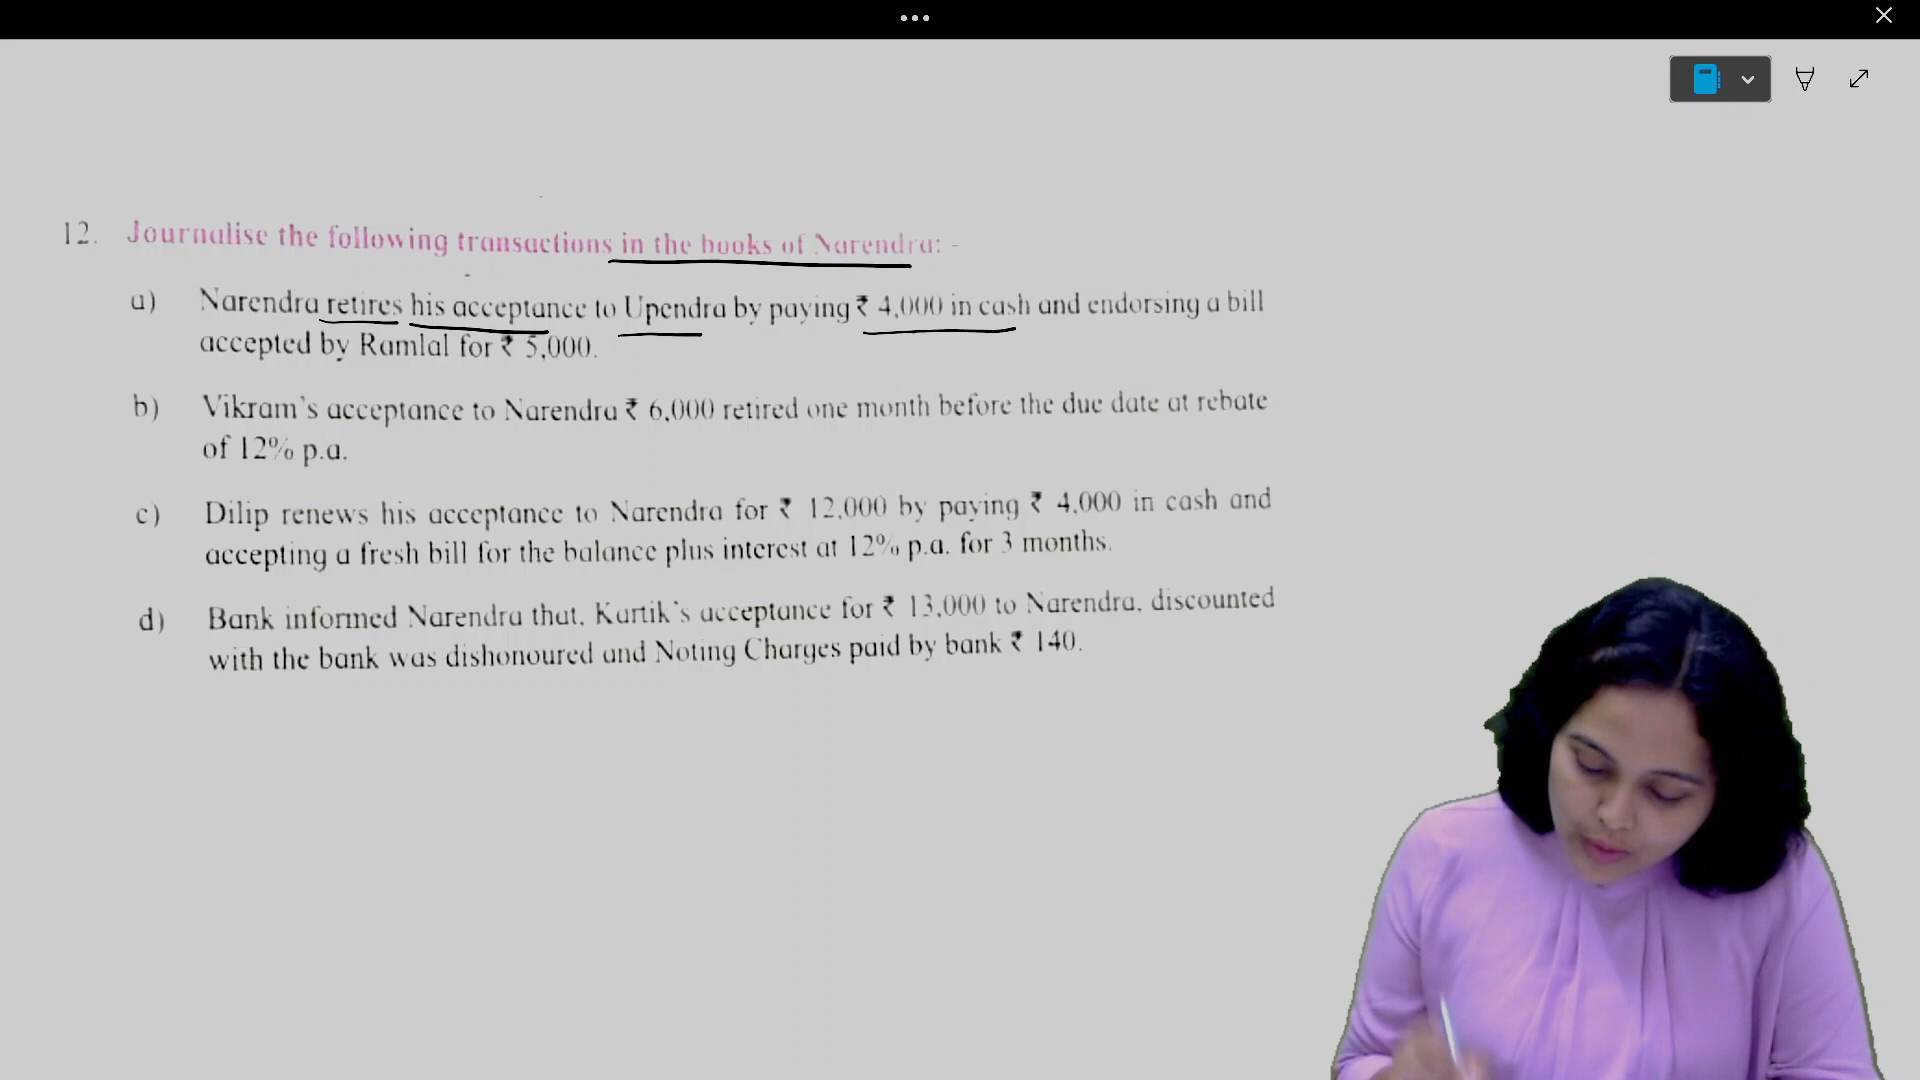 12. Journalise the following transactions in the books of Narendra: -
a) Narendra retires his acceptance to Upendra by paying ₹ 4,000 in cash and endorsing a bill
accepted by Ramlal for ₹ 5,000.
b) Vikram's acceptance to Narendra ₹ 6,000 retired one month before the due date at rebate
of 12% p.a.
c) Dilip renews his acceptance to Narendra for ₹ 12,000 by paying ₹ 4,000 in cash and
accepting a fresh bill for the balance plus interest at 12% p.a. for 3 months.
d) Bank informed Narendra that, Kartik's acceptance for ₹ 13,000 to Narendra, discounted
with the bank was dishonoured and Noting Charges paid by bank ₹ 140.